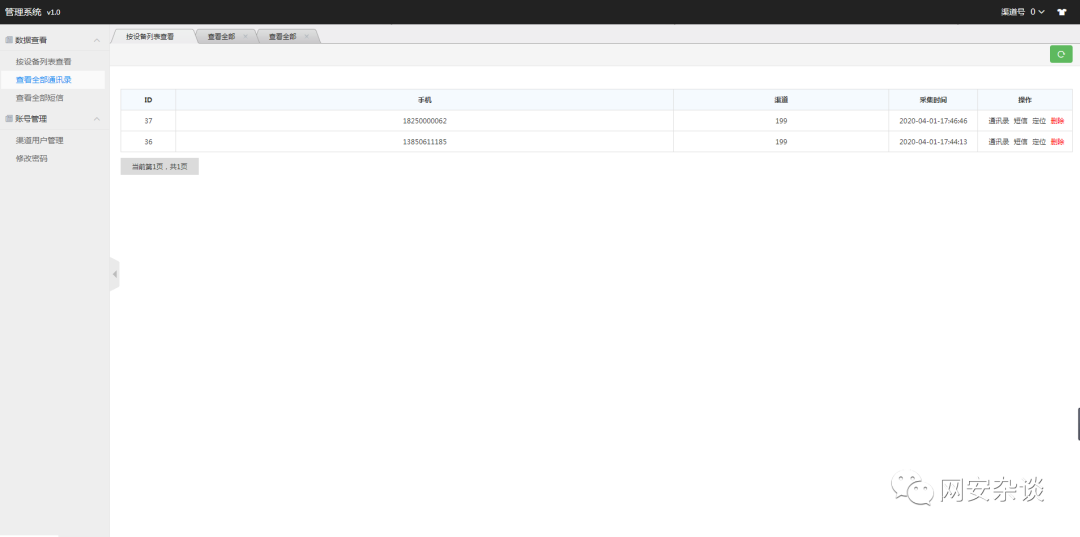 管理系统 v1.0
渠道号 0
数据查看
按设备列表查看
查看全部通讯录
查看全部短信
账号管理
渠道用户管理
修改密码
按设备列表查看 查看全部 查看全部
ID 手机 渠道 采集时间 操作
37 18250000062 199 2020-04-01-17:46:46 通讯录 短信 定位 删除
36 13850611185 199 2020-04-01-17:44:13 通讯录 短信 定位 删除
当前第1页，共1页
网安杂谈